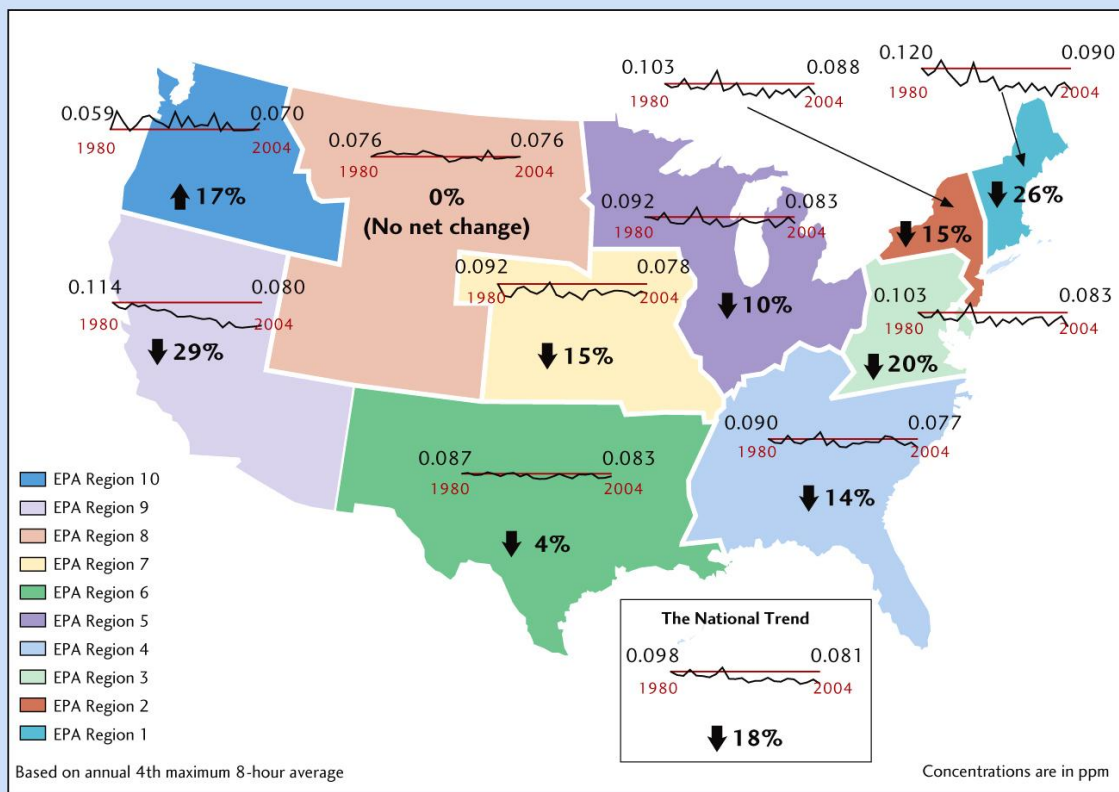 0.103 0.088
1980 2004
0.120 0.090
1980 2004
0.059 0.070
1980 2004
17%
0.076 0.076
1980 2004
0%
(No net change)
0.092 0.083
1980 2004
10%
15%
26%
0.114 0.080
1980 2004
29%
0.092 0.078
1980 2004
15%
0.103 0.083
1980 2004
20%
0.087 0.083
1980 2004
4%
0.090 0.077
1980 2004
14%
EPA Region 10
EPA Region 9
EPA Region 8
EPA Region 7
EPA Region 6
EPA Region 5
EPA Region 4
EPA Region 3
EPA Region 2
EPA Region 1
The National Trend
0.098 0.081
1980 2004
18%
Based on annual 4th maximum 8-hour average
Concentrations are in ppm